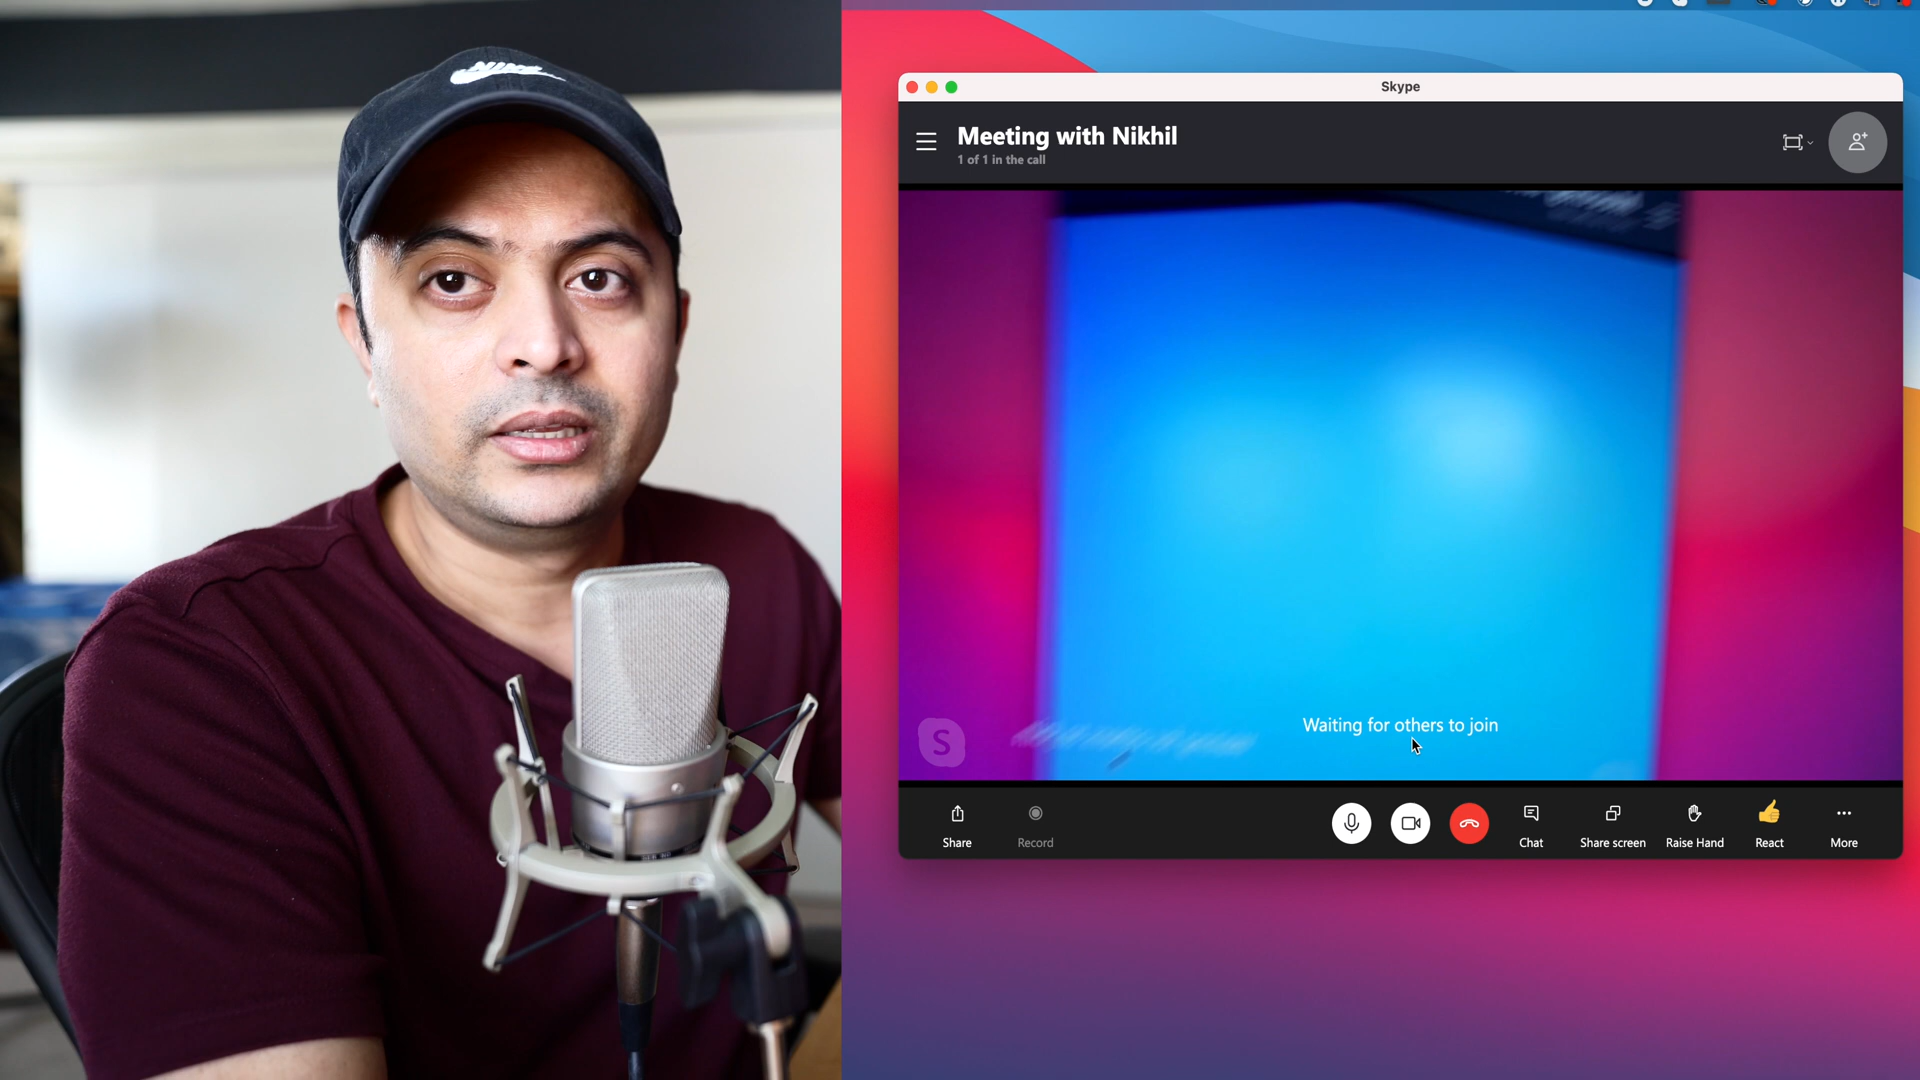 NIKE
Skype
Meeting with Nikhil
1 of 1 in the call
Waiting for others to join
S
Share
Record
Chat
Share screen
Raise Hand
React
More